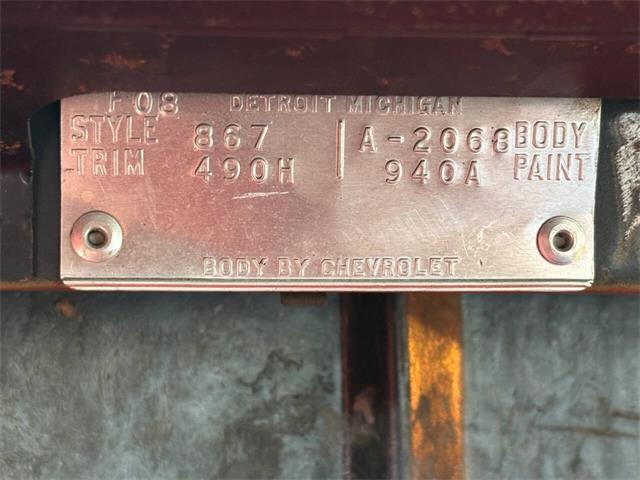 F08 DETROIT MICHIGAN
STYLE 867 A-2068 BODY
TRIM 490H 940A PAINT
BODY BY CHEVROLET